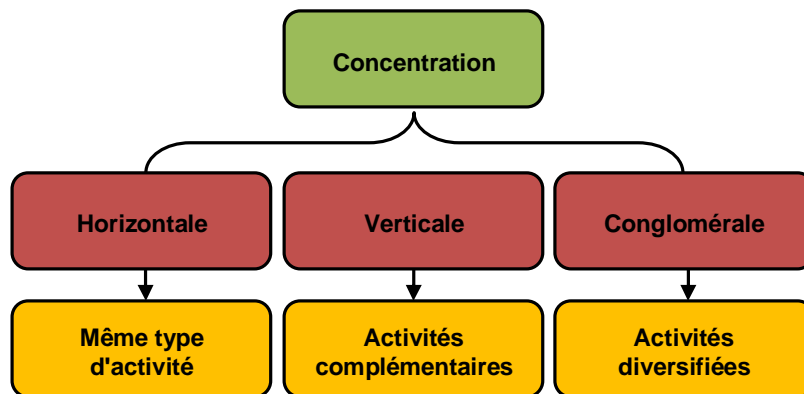 Concentration
Horizontale
Verticale
Conglomérale
Même type
d'activité
Activités
complémentaires
Activités
diversifiées